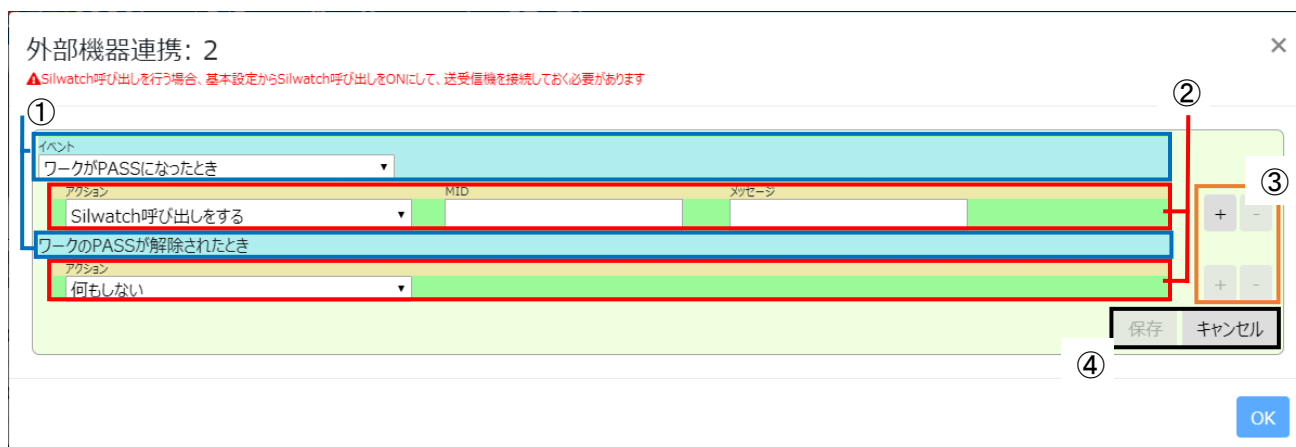 外部機器連携: 2
×
⚠Silwatch呼び出しを行う場合、基本設定からSilwatch呼び出しをONにして、送受信機を接続しておく必要があります
①
②
イベント
ワークがPASSになったとき
③
アクション MID メッセージ
Silwatch呼び出しをする
+ -
ワークのPASSが解除されたとき
アクション
何もしない
+ -
保存 キャンセル
④
OK